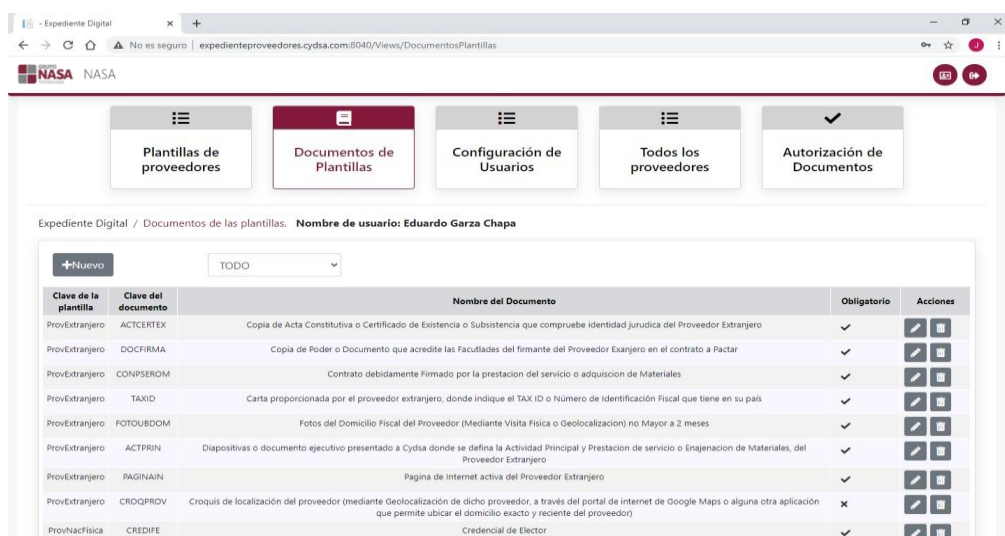 - Expediente Digital
No es seguro | expedienteproveedores.cydsa.com:8040/Views/DocumentosPlantillas
J
GRUPO
NASA NASA
Plantillas de
proveedores
Documentos de
Plantillas
Configuración de
Usuarios
Todos los
proveedores
Autorización de
Documentos
Expediente Digital / Documentos de las plantillas. Nombre de usuario: Eduardo Garza Chapa
+Nuevo TODO
Clave de la
plantilla
Clave del
documento
Nombre del Documento
Obligatorio
Acciones
ProvExtranjero ACTCERTEX Copia de Acta Constitutiva o Certificado de Existencia o Subsistencia que compruebe identidad jurudica del Proveedor Extranjero
ProvExtranjero DOCFIRMA Copia de Poder o Documento que acredite las Facutlades del firmante del Proveedor Exanjero en el contrato a Pactar
ProvExtranjero CONPSEROM Contrato debidamente Firmado por la prestacion del servicio o adquiscion de Materiales
ProvExtranjero TAXID Carta proporcionada por el proveedor extranjero, donde indique el TAX ID o Número de Identificación Fiscal que tiene en su país
ProvExtranjero FOTOUBDOM Fotos del Domicilio Fiscal del Proveedor (Mediante Visita Fisica o Geolocalizacion) no Mayor a 2 meses
ProvExtranjero ACTPRIN Diapositivas o documento ejecutivo presentado a Cydsa donde se defina la Actividad Principal y Prestacion de servicio o Enajenacion de Materiales, del
Proveedor Extranjero
ProvExtranjero PAGINAIN Pagina de Internet activa del Proveedor Extranjero
ProvExtranjero CROQPROV Croquis de localización del proveedor (mediante Geolocalización de dicho proveedor, a través del portal de internet de Google Maps o alguna otra aplicación
que permite ubicar el domicilio exacto y reciente del proveedor)
ProvNacFisica CREDIFE Credencial de Elector